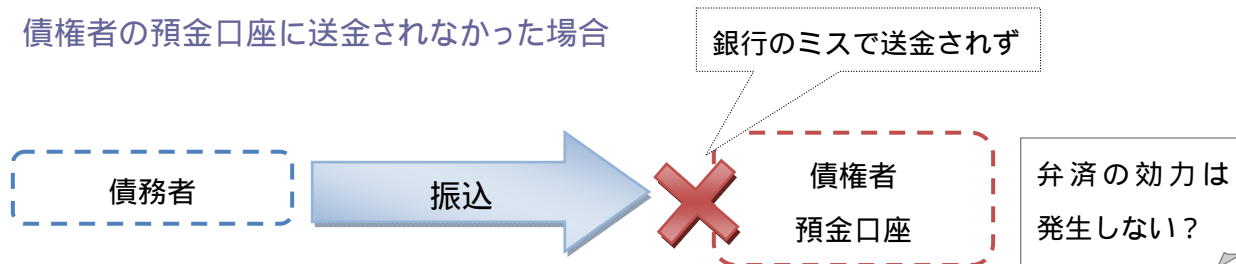 債権者の預金口座に送金されなかった場合
銀行のミスで送金されず
債務者
振込
債権者
預金口座
弁済の効力は
発生しない？